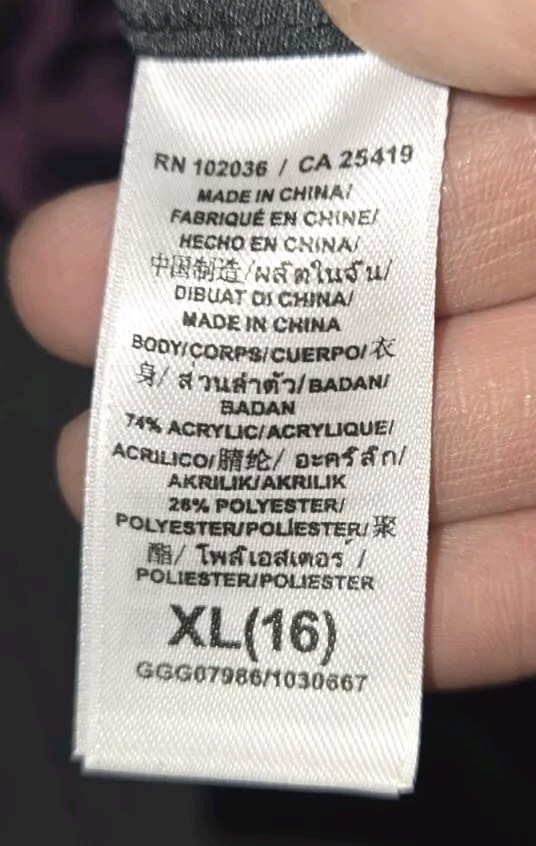 RN 102036 / CA 25419
MADE IN CHINA/
FABRIQUÉ EN CHINE/
HECHO EN CHINA/
中国制造/ผลิตในจีน/
DIBUAT DI CHINA/
MADE IN CHINA
BODY/CORPS/CUERPO/衣
身/ ส่วนลำตัว/BADAN/
BADAN
74% ACRYLIC/ACRYLIQUE/
ACRILICO/腈纶/ อะคริลิก/
AKRILIK/AKRILIK
26% POLYESTER/
POLYESTER/POLIESTER/聚
酯/ โพลีเอสเตอร์ /
POLIESTER/POLIESTER
XL(16)
GGG07986/1030667